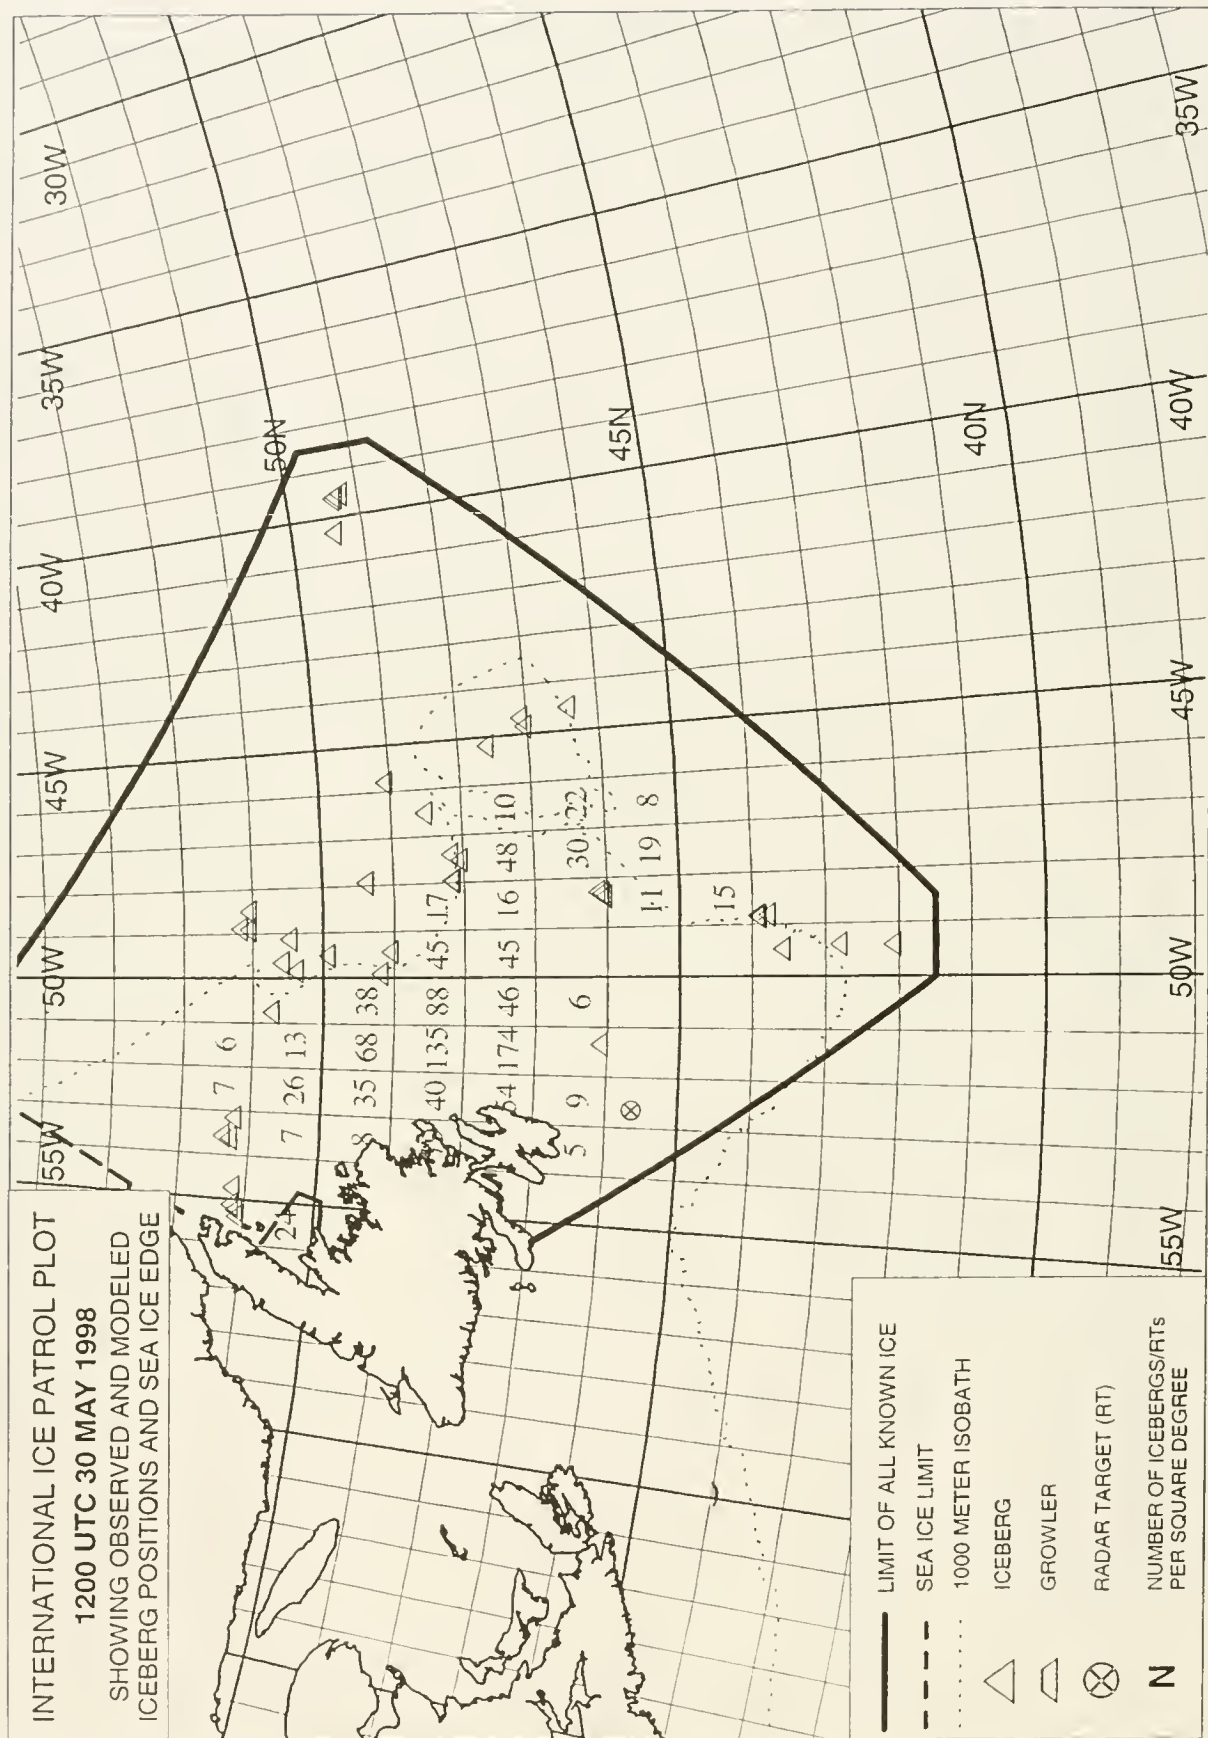 INTERNATIONAL ICE PATROL PLOT
1200 UTC 30 MAY 1998
SHOWING OBSERVED AND MODELED
ICEBERG POSITIONS AND SEA ICE EDGE
55W 50W 45W 40W 35W 30W
50N
45N
40N
7 6
24 7 26 13
8 35 68 38
40 135 88 45 17
54 174 46 45 16 48 10
5 9 6 30 22
11 19 8
15
LIMIT OF ALL KNOWN ICE
SEA ICE LIMIT
1000 METER ISOBATH
ICEBERG
GROWLER
RADAR TARGET (RT)
N NUMBER OF ICEBERGS/RTs
PER SQUARE DEGREE
55W 50W 45W 40W 35W